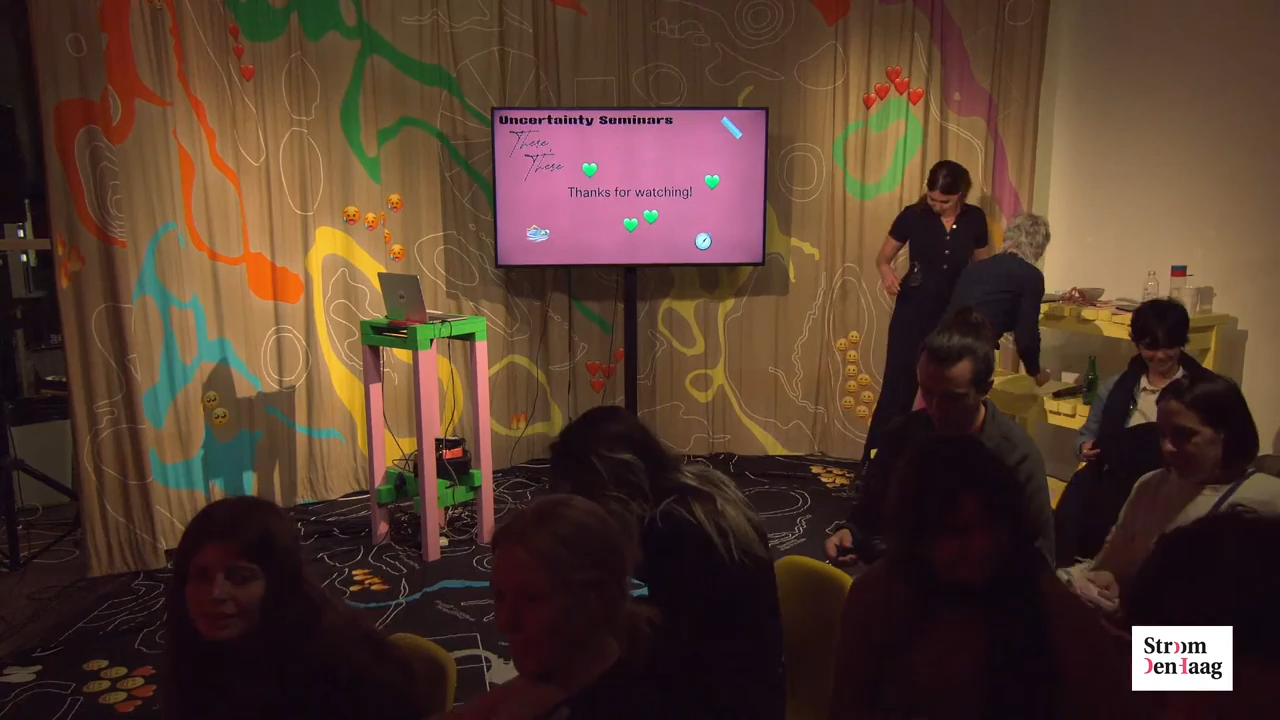 Uncertainty Seminars
There,
There
Thanks for watching!
Stroom
Den Haag